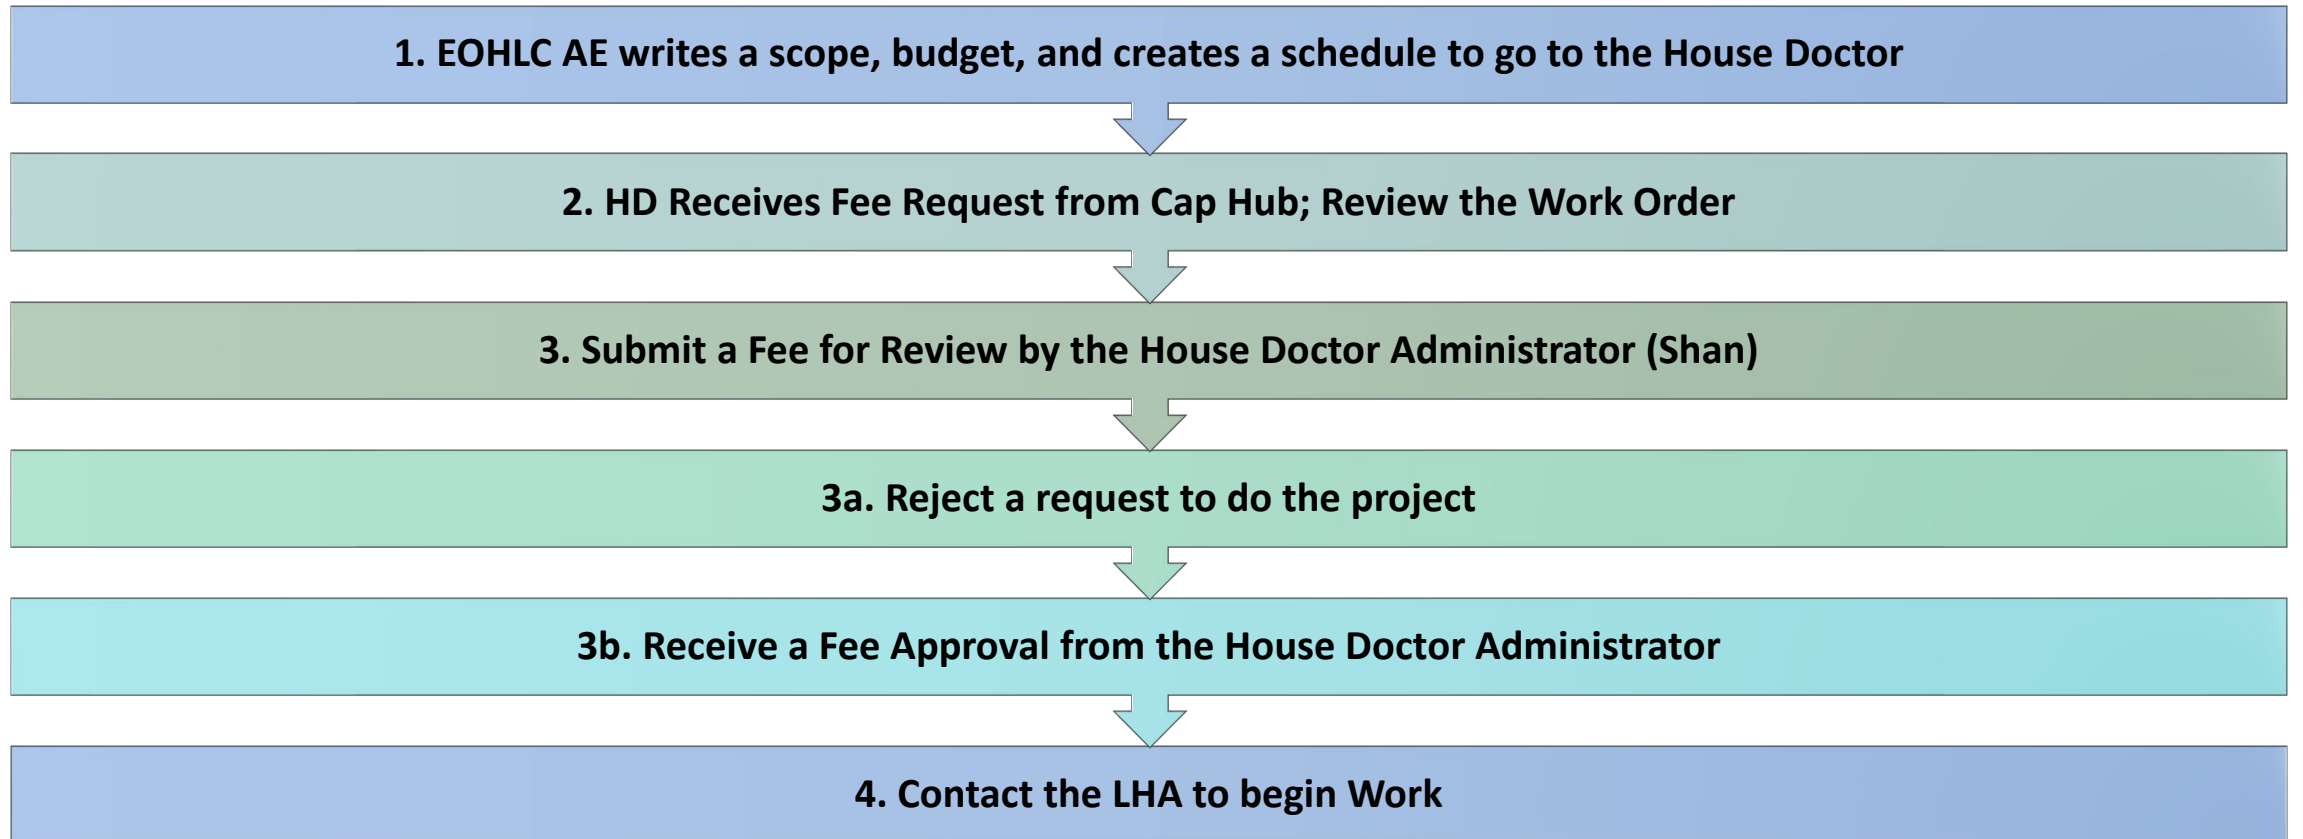 1. EOHLC AE writes a scope, budget, and creates a schedule to go to the House Doctor
2. HD Receives Fee Request from Cap Hub; Review the Work Order
3. Submit a Fee for Review by the House Doctor Administrator (Shan)
3a. Reject a request to do the project
3b. Receive a Fee Approval from the House Doctor Administrator
4. Contact the LHA to begin Work